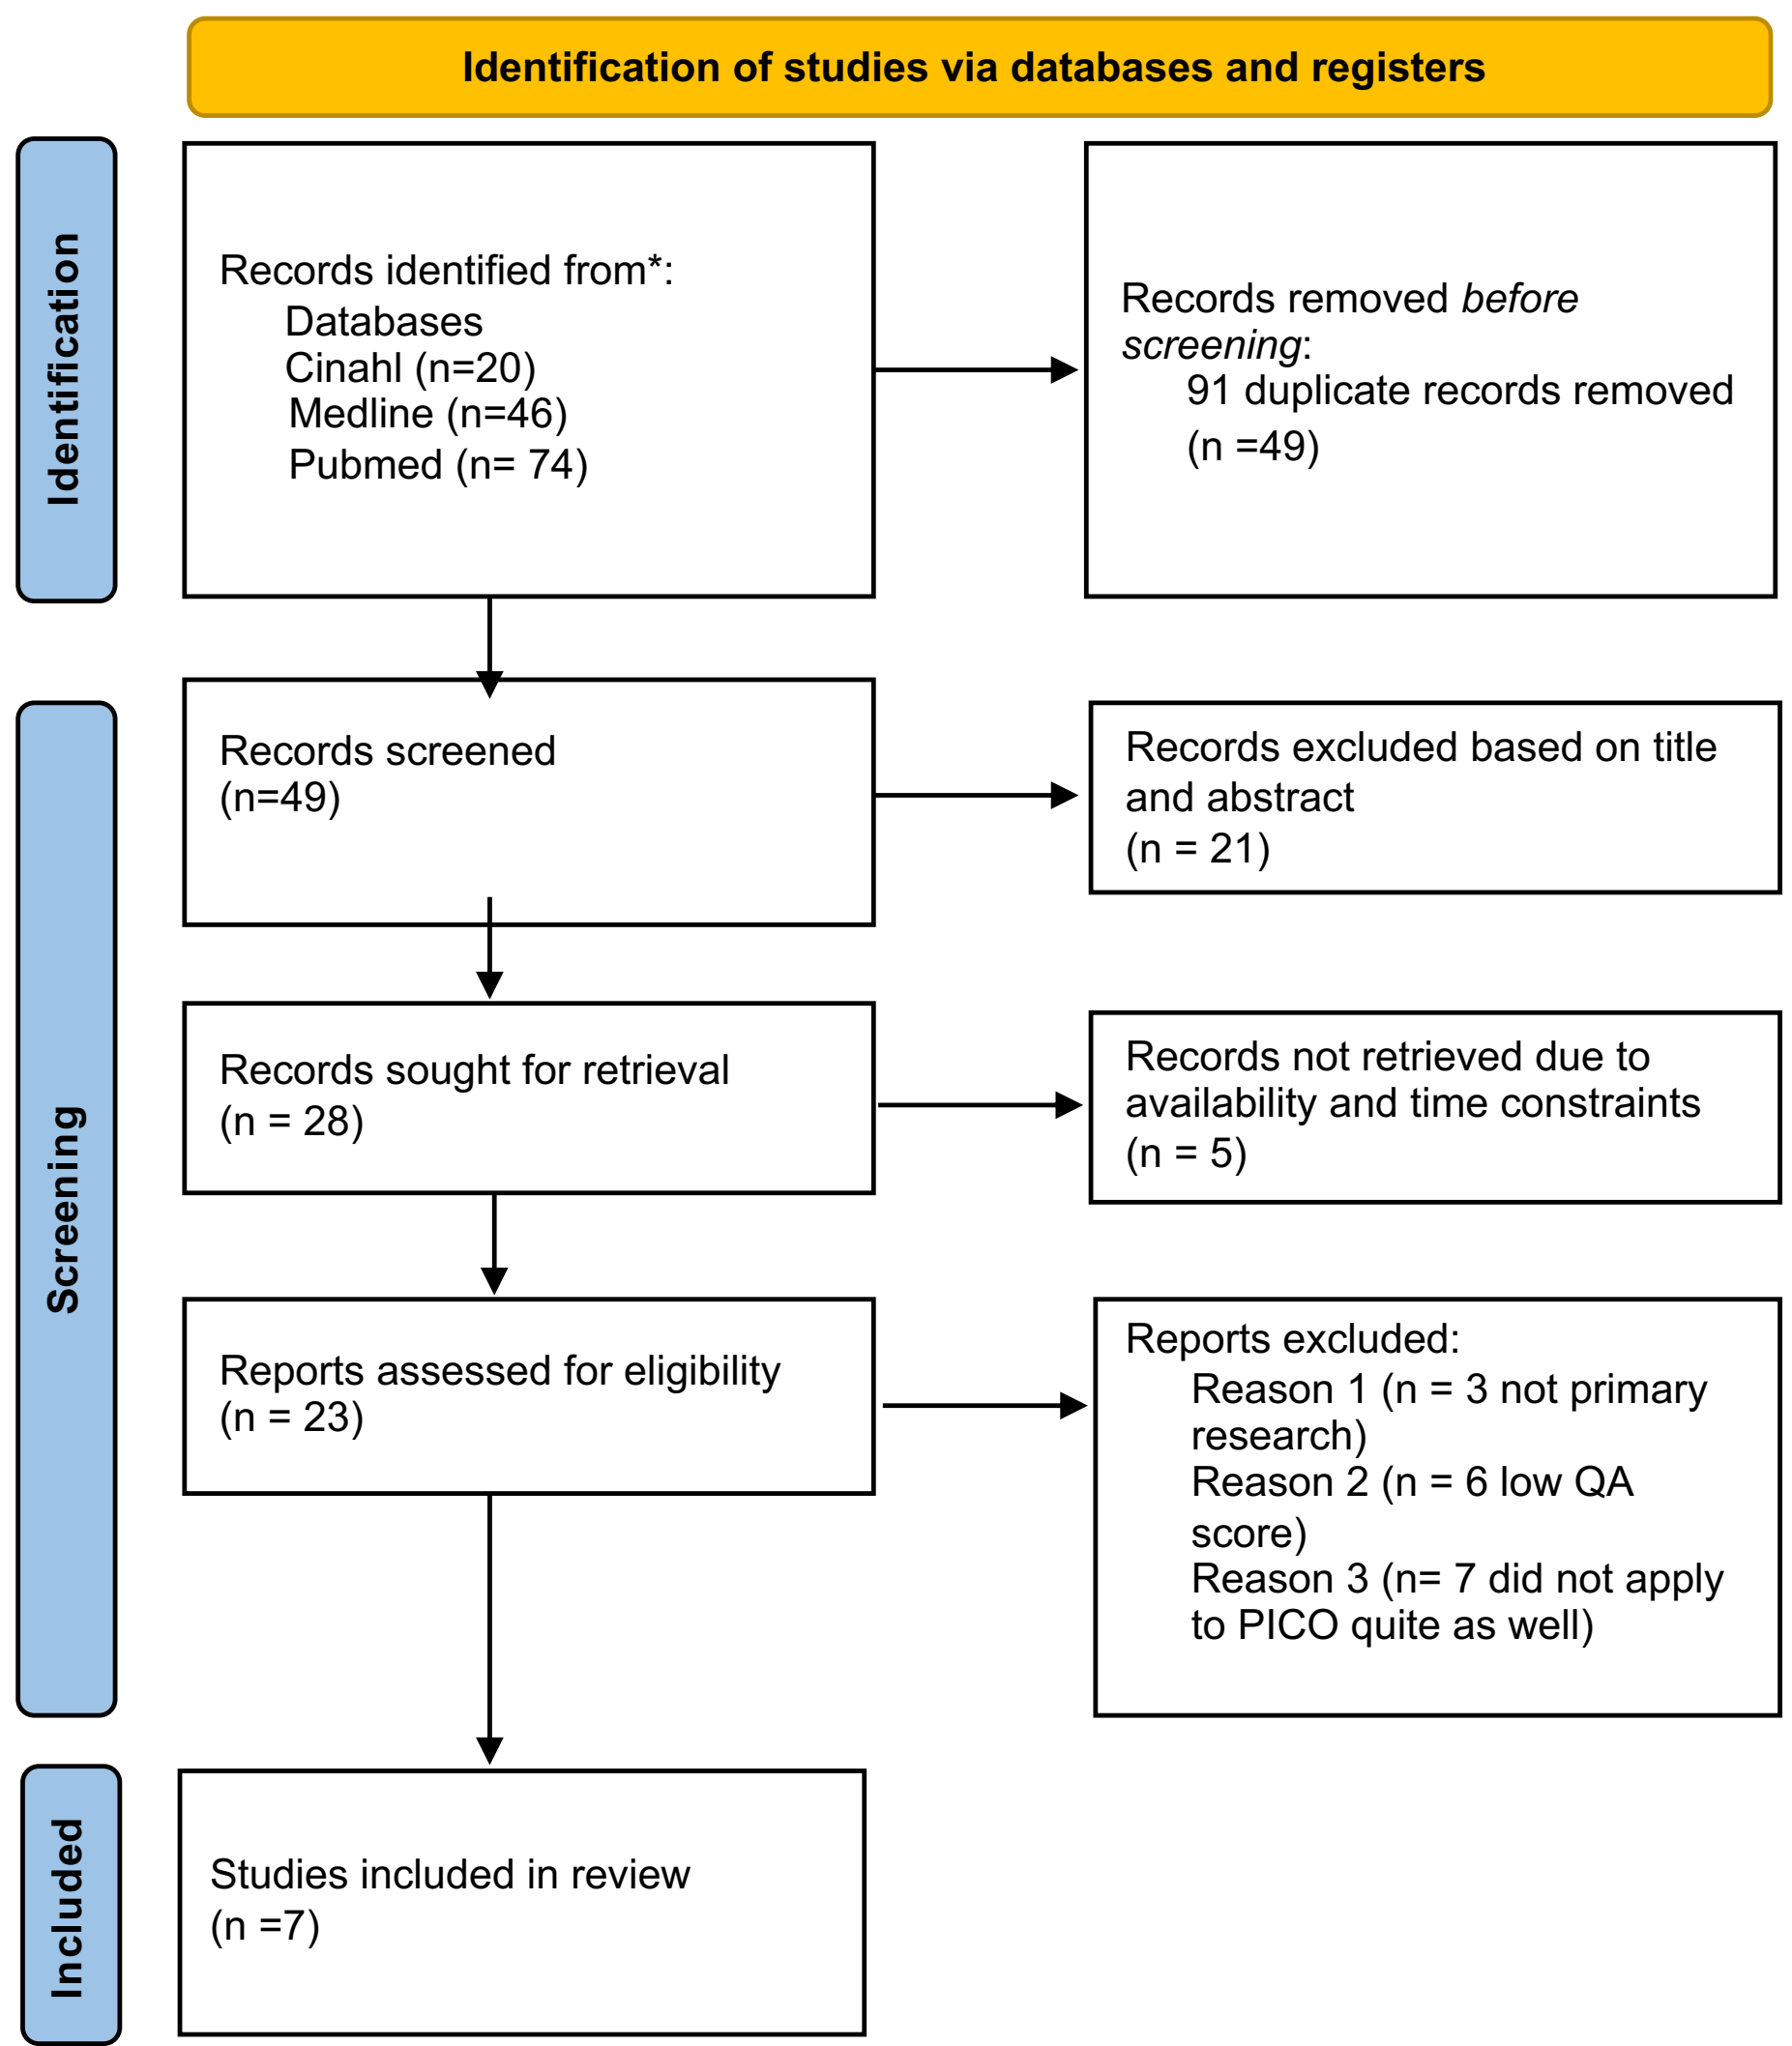 Identification of studies via databases and registers
Identification
Records identified from*:
Databases
Cinahl (n=20)
Medline (n=46)
Pubmed (n= 74)
Records removed before
screening:
91 duplicate records removed
(n =49)
Screening
Records screened
(n=49)
Records excluded based on title
and abstract
(n = 21)
Records sought for retrieval
(n = 28)
Records not retrieved due to
availability and time constraints
(n = 5)
Reports assessed for eligibility
(n = 23)
Reports excluded:
Reason 1 (n = 3 not primary
research)
Reason 2 (n = 6 low QA
score)
Reason 3 (n= 7 did not apply
to PICO quite as well)
Included
Studies included in review
(n =7)